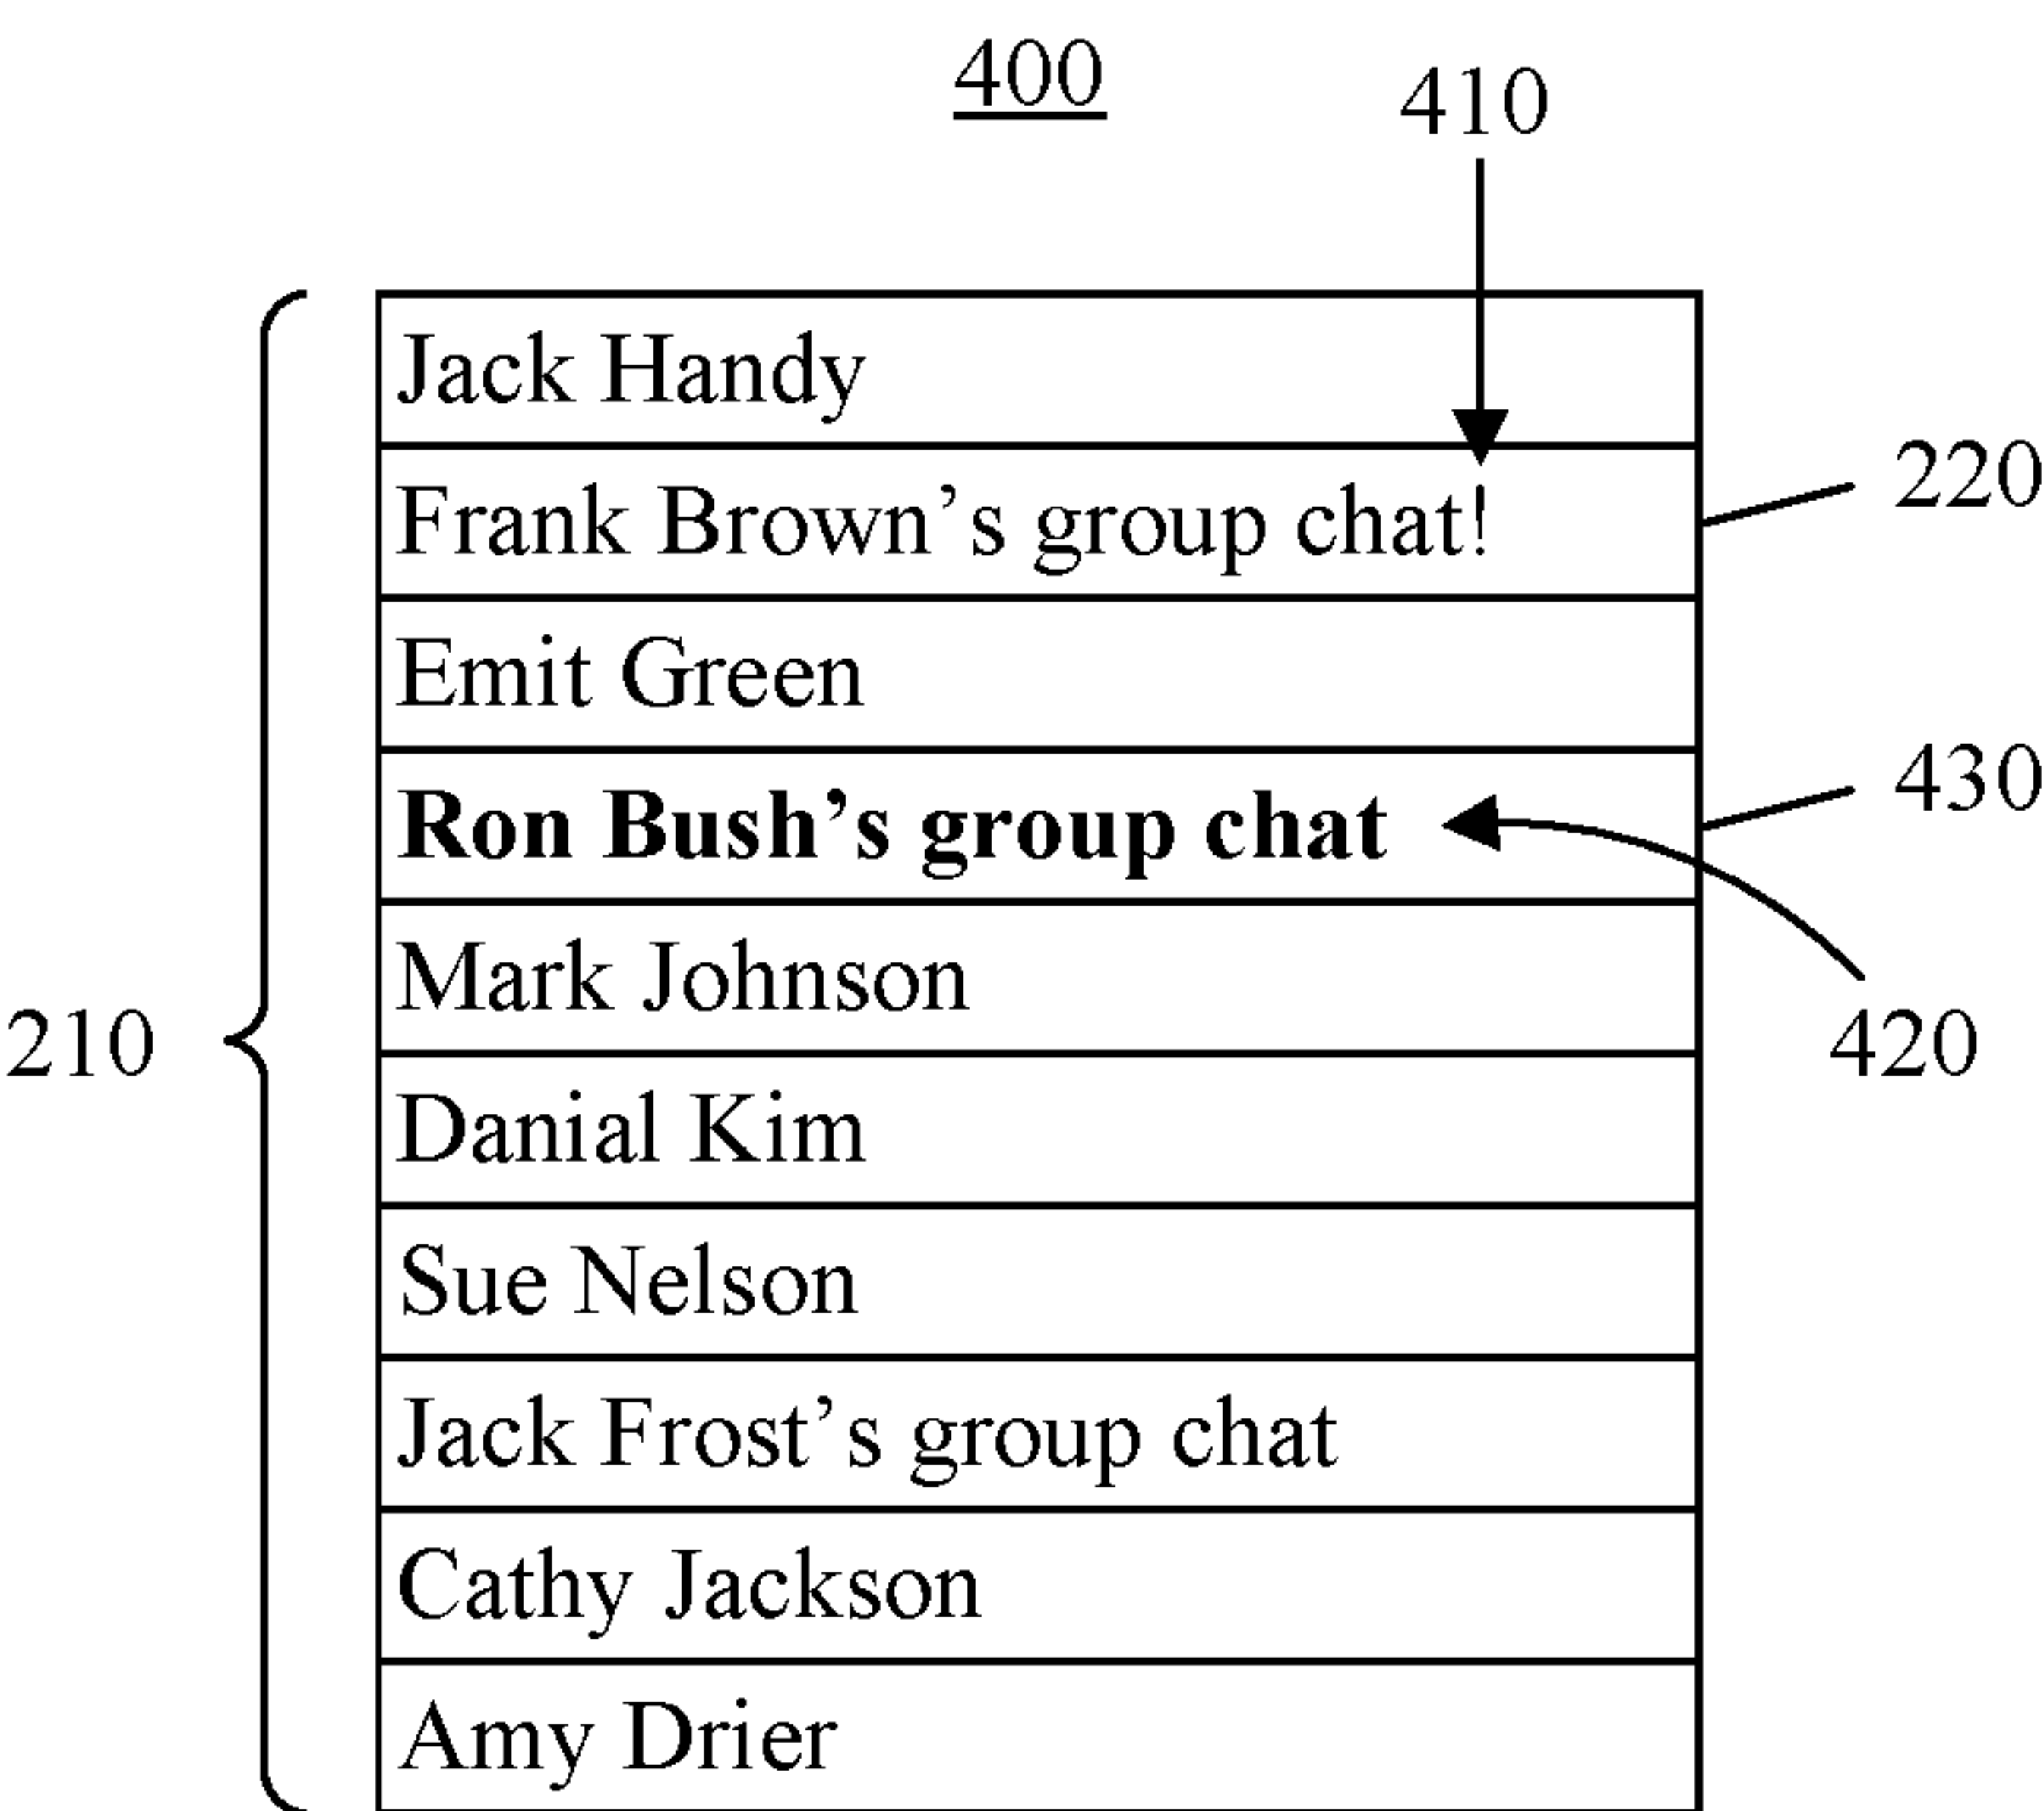 400
410
Jack Handy
Frank Brown’s group chat!
220
Emit Green
Ron Bush’s group chat
430
Mark Johnson
210
420
Danial Kim
Sue Nelson
Jack Frost’s group chat
Cathy Jackson
Amy Drier